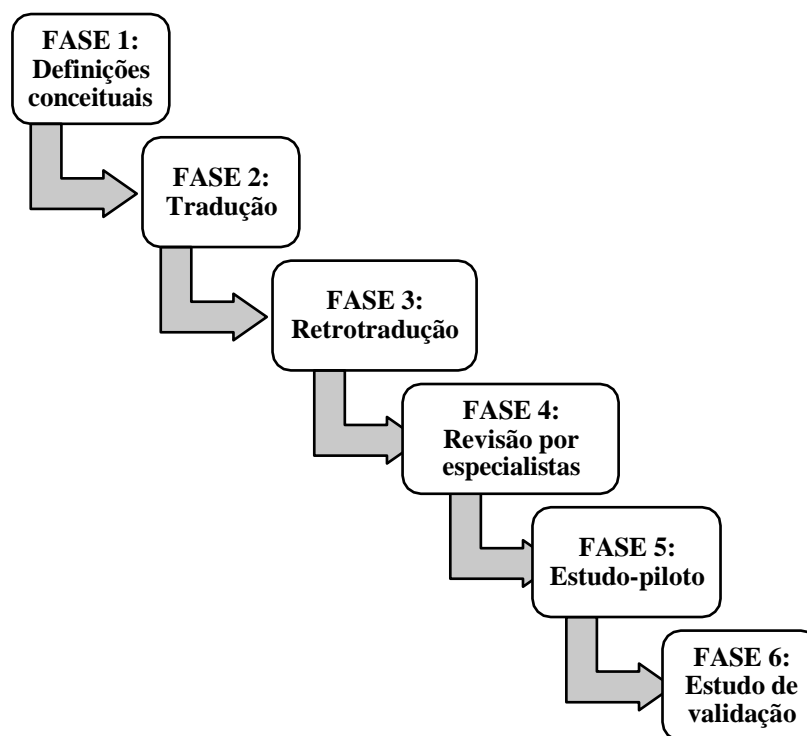 FASE 1:
Definições
conceituais
FASE 2:
Tradução
FASE 3:
Retrotradução
FASE 4:
Revisão por
especialistas
FASE 5:
Estudo-piloto
FASE 6:
Estudo de
validação